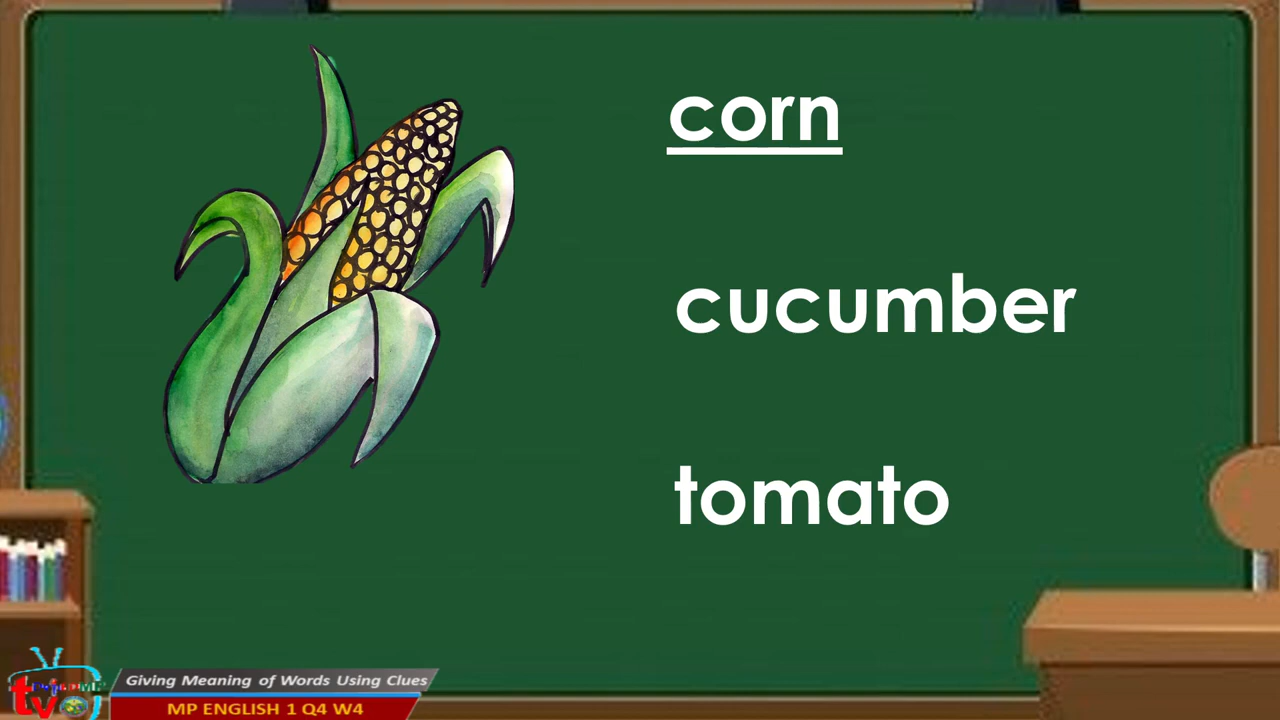 corn
cucumber
tomato
Giving Meaning of Words Using Clues
MP ENGLISH 1 Q4 W4
tv